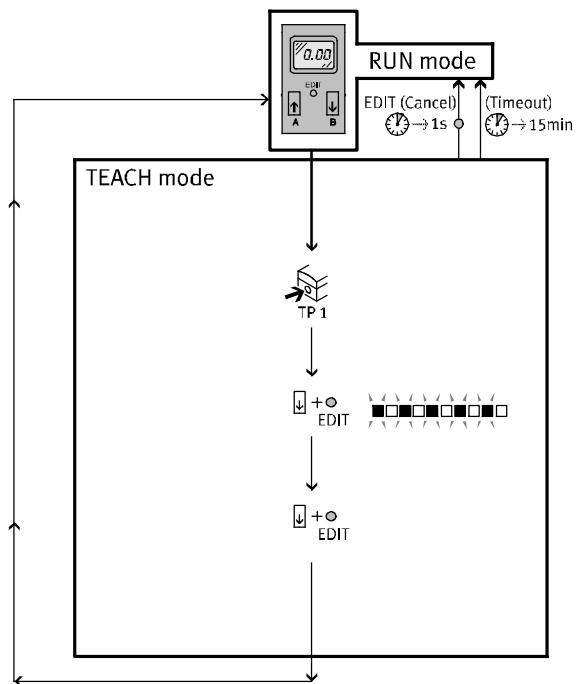 0.00
EDIT
A B
RUN mode
EDIT (Cancel)
→ 1s
(Timeout)
→ 15min
TEACH mode
TP 1
↓ +
EDIT
↓ +
EDIT